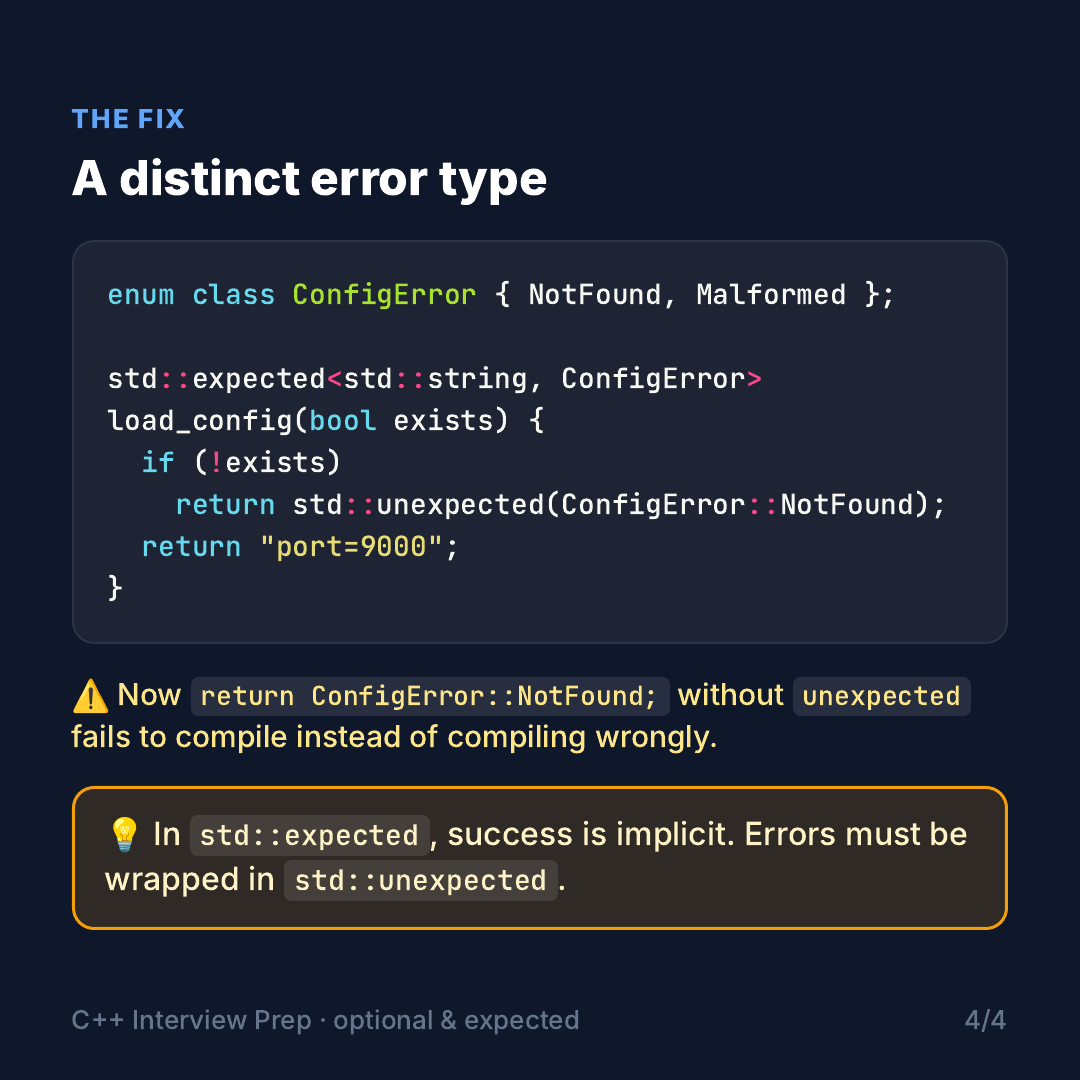 THE FIX
A distinct error type
enum class ConfigError { NotFound, Malformed };
std::expected<std::string, ConfigError>
load_config(bool exists) {
  if (!exists)
    return std::unexpected(ConfigError::NotFound);
  return "port=9000";
}
⚠️ Now return ConfigError::NotFound; without unexpected
fails to compile instead of compiling wrongly.
💡 In std::expected, success is implicit. Errors must be
wrapped in std::unexpected.
C++ Interview Prep · optional & expected
4/4